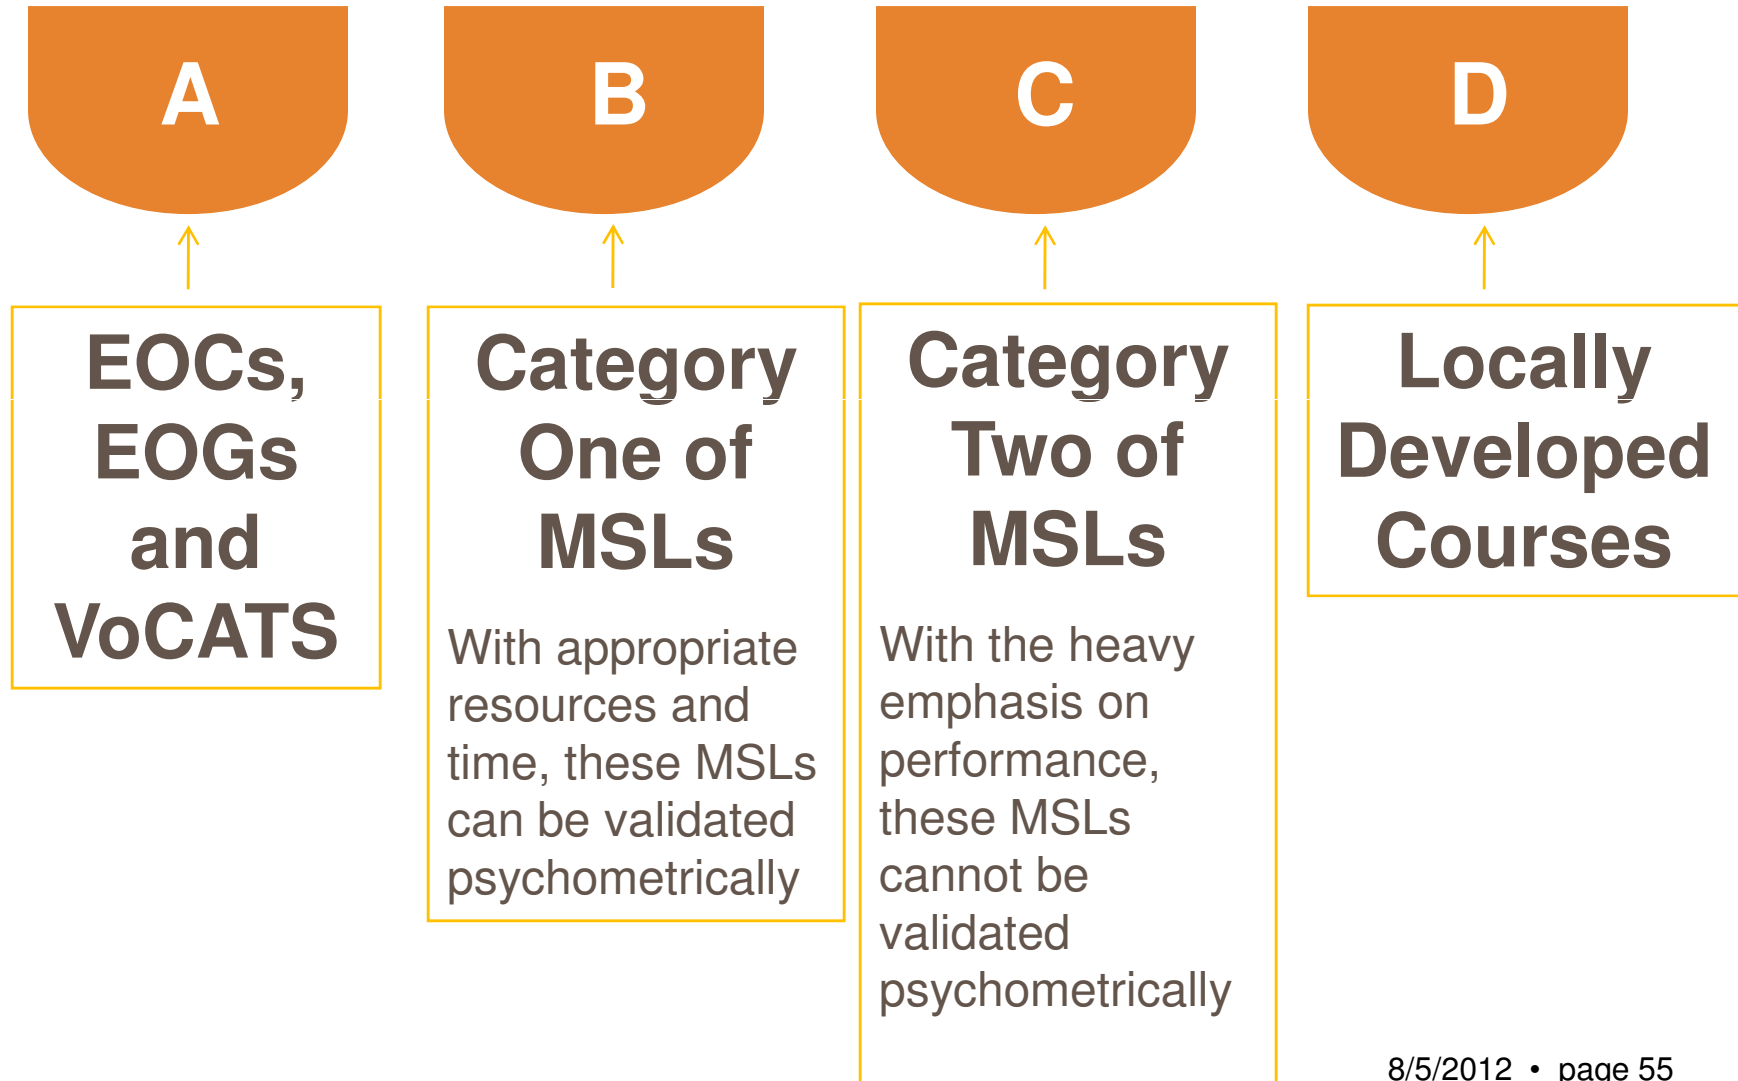 A
B
C
D
EOCs,
EOGs
and
VoCATS
Category
One of
MSLs
With appropriate
resources and
time, these MSLs
can be validated
psychometrically
Category
Two of
MSLs
With the heavy
emphasis on
performance,
these MSLs
cannot be
validated
psychometrically
Locally
Developed
Courses
8/5/2012 • page 55